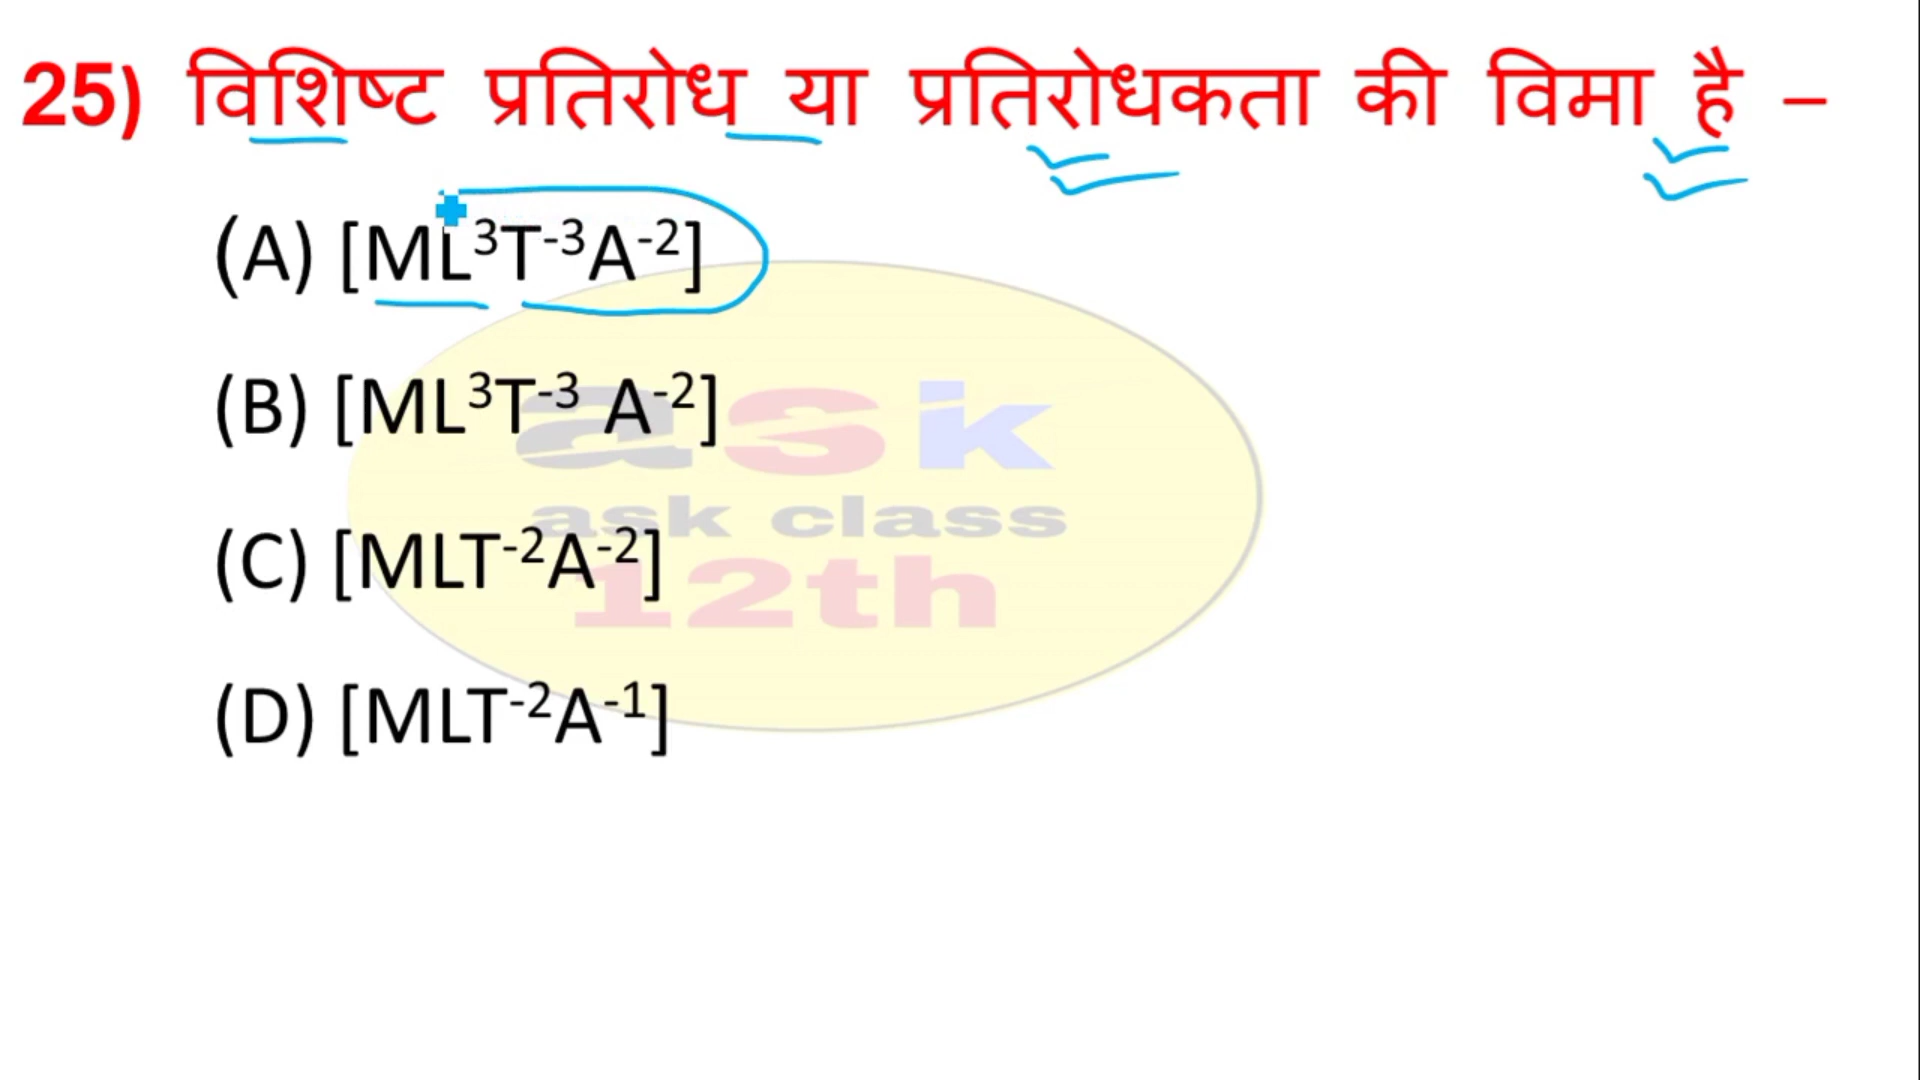 25) विशिष्ट प्रतिरोध या प्रतिरोधकता की विमा है –
(A) [ML³T⁻³A⁻²]
(B) [ML³T⁻³ A⁻²]
(C) [MLT⁻²A⁻²]
(D) [MLT⁻²A⁻¹]
ask
ask class
12th